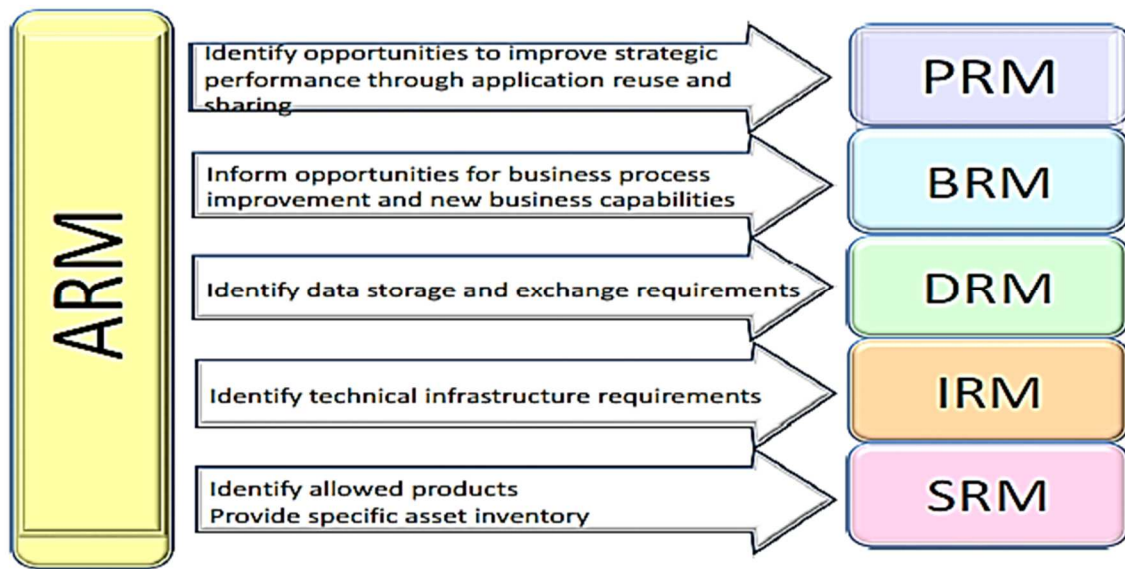 ARM
Identify opportunities to improve strategic
performance through application reuse and
sharing
PRM
Inform opportunities for business process
improvement and new business capabilities
BRM
Identify data storage and exchange requirements
DRM
Identify technical infrastructure requirements
IRM
Identify allowed products
Provide specific asset inventory
SRM